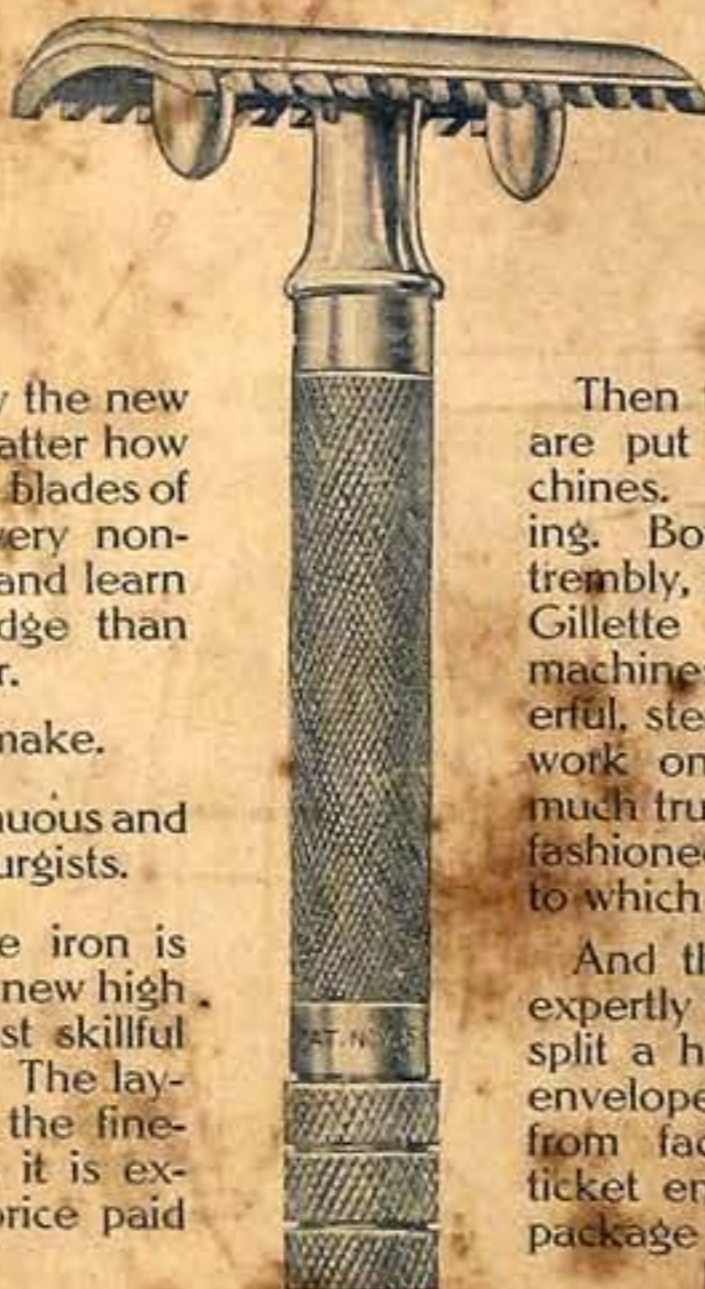 y the new
atter how
blades of
very non-
and learn
dge than
r.
make.
nuous and
urgists.
e iron is
new high
st skillful
The lay-
the fine-
it is ex-
price paid
Then
are put
chines.
ing. Bo
trembly,
Gillette
machine
erful, ste
work on
much tru
fashioned
to which
And th
expertly
split a h
envelope
from fac
ticket en
package